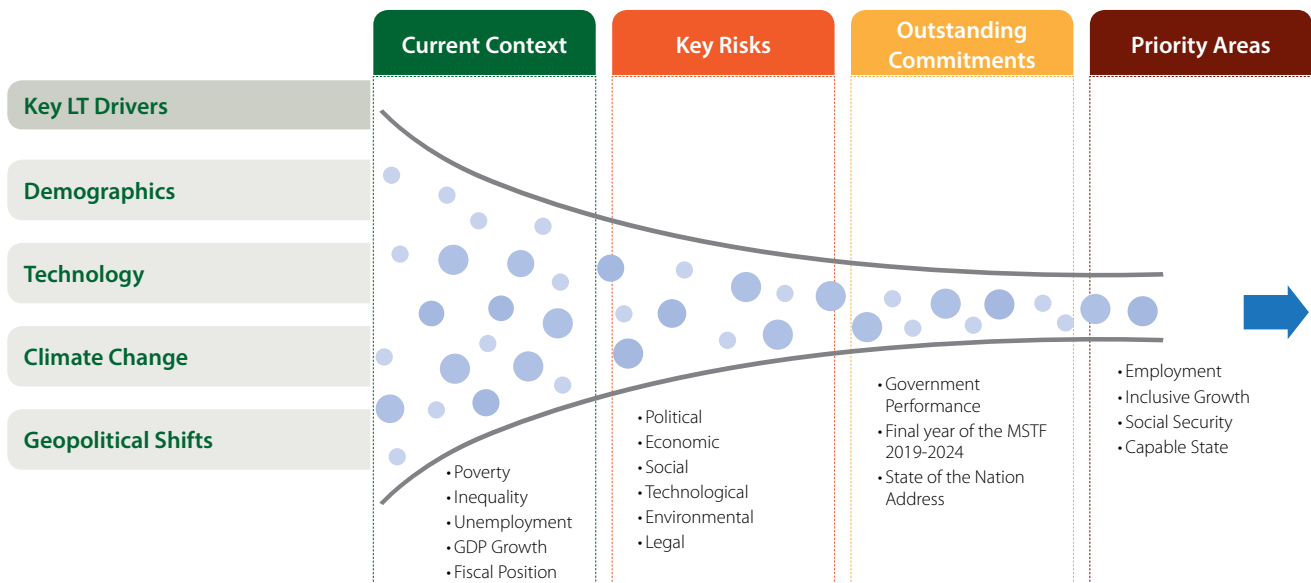 Current Context
Key Risks
Outstanding
Commitments
Priority Areas
Key LT Drivers
Demographics
Technology
Climate Change
Geopolitical Shifts
• Poverty
• Inequality
• Unemployment
• GDP Growth
• Fiscal Position
• Political
• Economic
• Social
• Technological
• Environmental
• Legal
• Government
Performance
• Final year of the MSTF
2019-2024
• State of the Nation
Address
• Employment
• Inclusive Growth
• Social Security
• Capable State